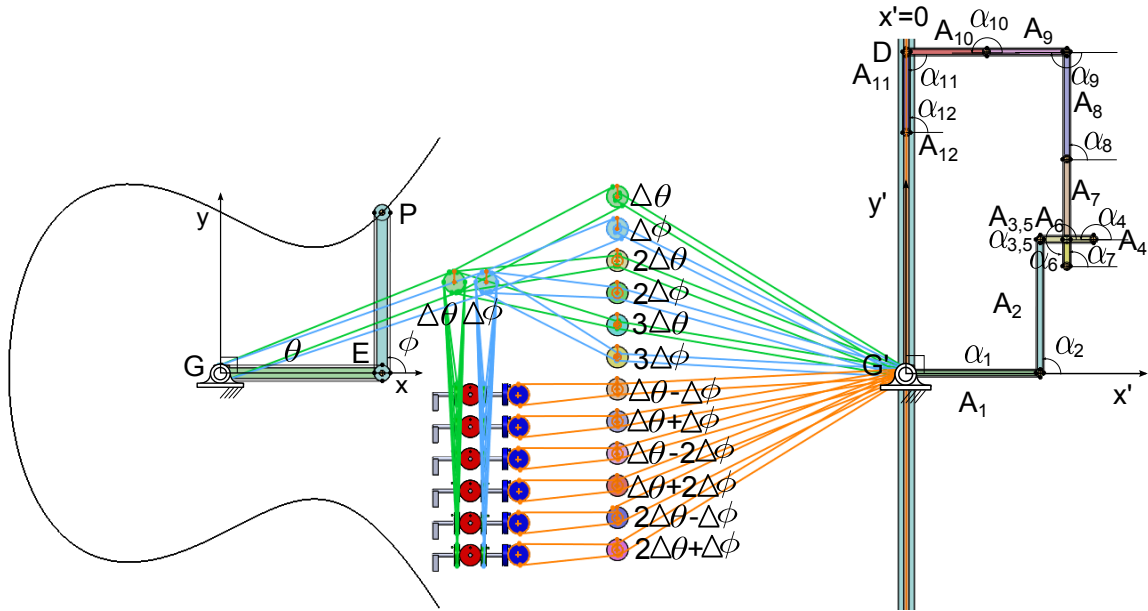 x'=0
D
A₁₀
α₁₀
A₉
A₁₁
α₁₁
α₉
A₈
α₁₂
A₁₂
α₈
A₇
y
P
y'
Δθ
Δϕ
2Δθ
2Δϕ
3Δθ
3Δϕ
A₃,₅
A₆
α₄
A₄
α₃,₅
α₆
α₇
A₂
Δθ Δϕ
G
θ
E
ϕ
x
G'
α₁
α₂
A₁
x'
Δθ-Δϕ
Δθ+Δϕ
Δθ-2Δϕ
Δθ+2Δϕ
2Δθ-Δϕ
2Δθ+Δϕ